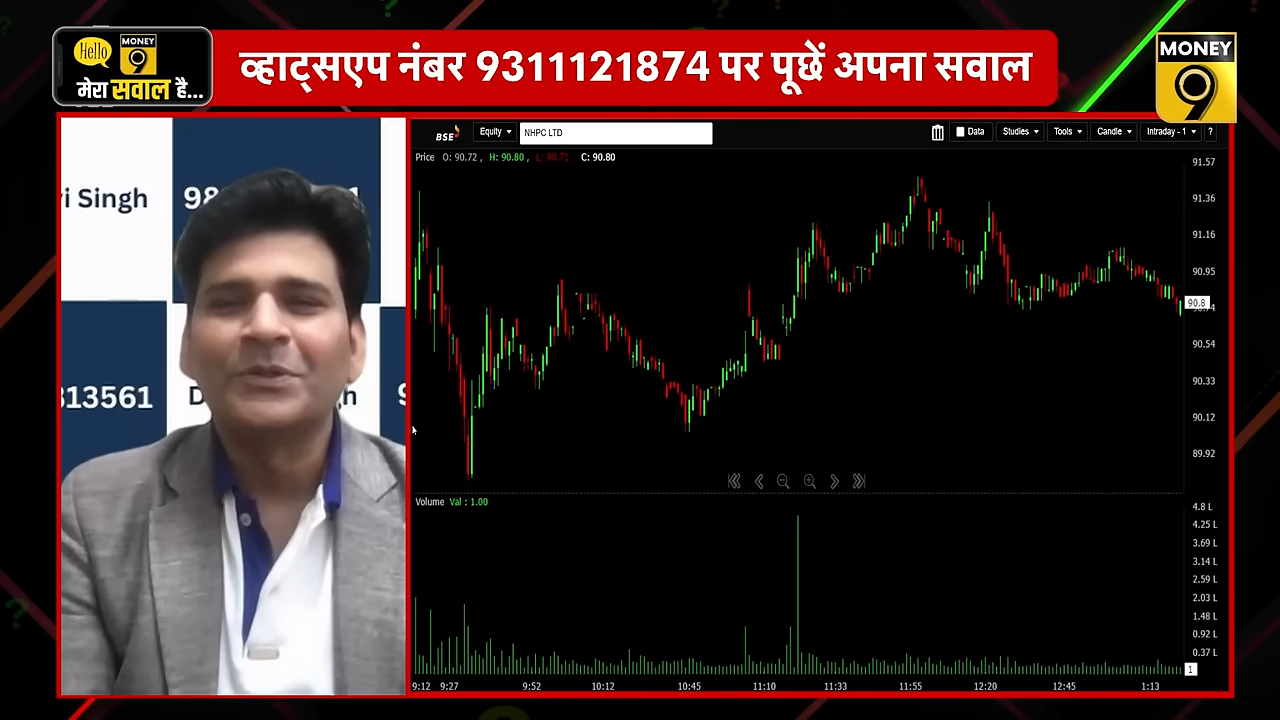 Hello
MONEY
9
मेरा सवाल है...
व्हाट्सएप नंबर 9311121874 पर पूछें अपना सवाल
MONEY
9
i Singh
98
1
313561
D
h
9
BSE
Equity
NHPC LTD
Data
Studies
Tools
Candle
Intraday - 1
?
Price O: 90.72 , H: 90.80 , L: 90.71 C: 90.80
91.57
91.36
91.16
90.95
90.8
90.74
90.54
90.33
90.12
89.92
Volume Val : 1.00
4.8 L
4.25 L
3.69 L
3.14 L
2.59 L
2.03 L
1.48 L
0.92 L
0.37 L
1
9:12 9:27 9:52 10:12 10:45 11:10 11:33 11:55 12:20 12:45 1:13